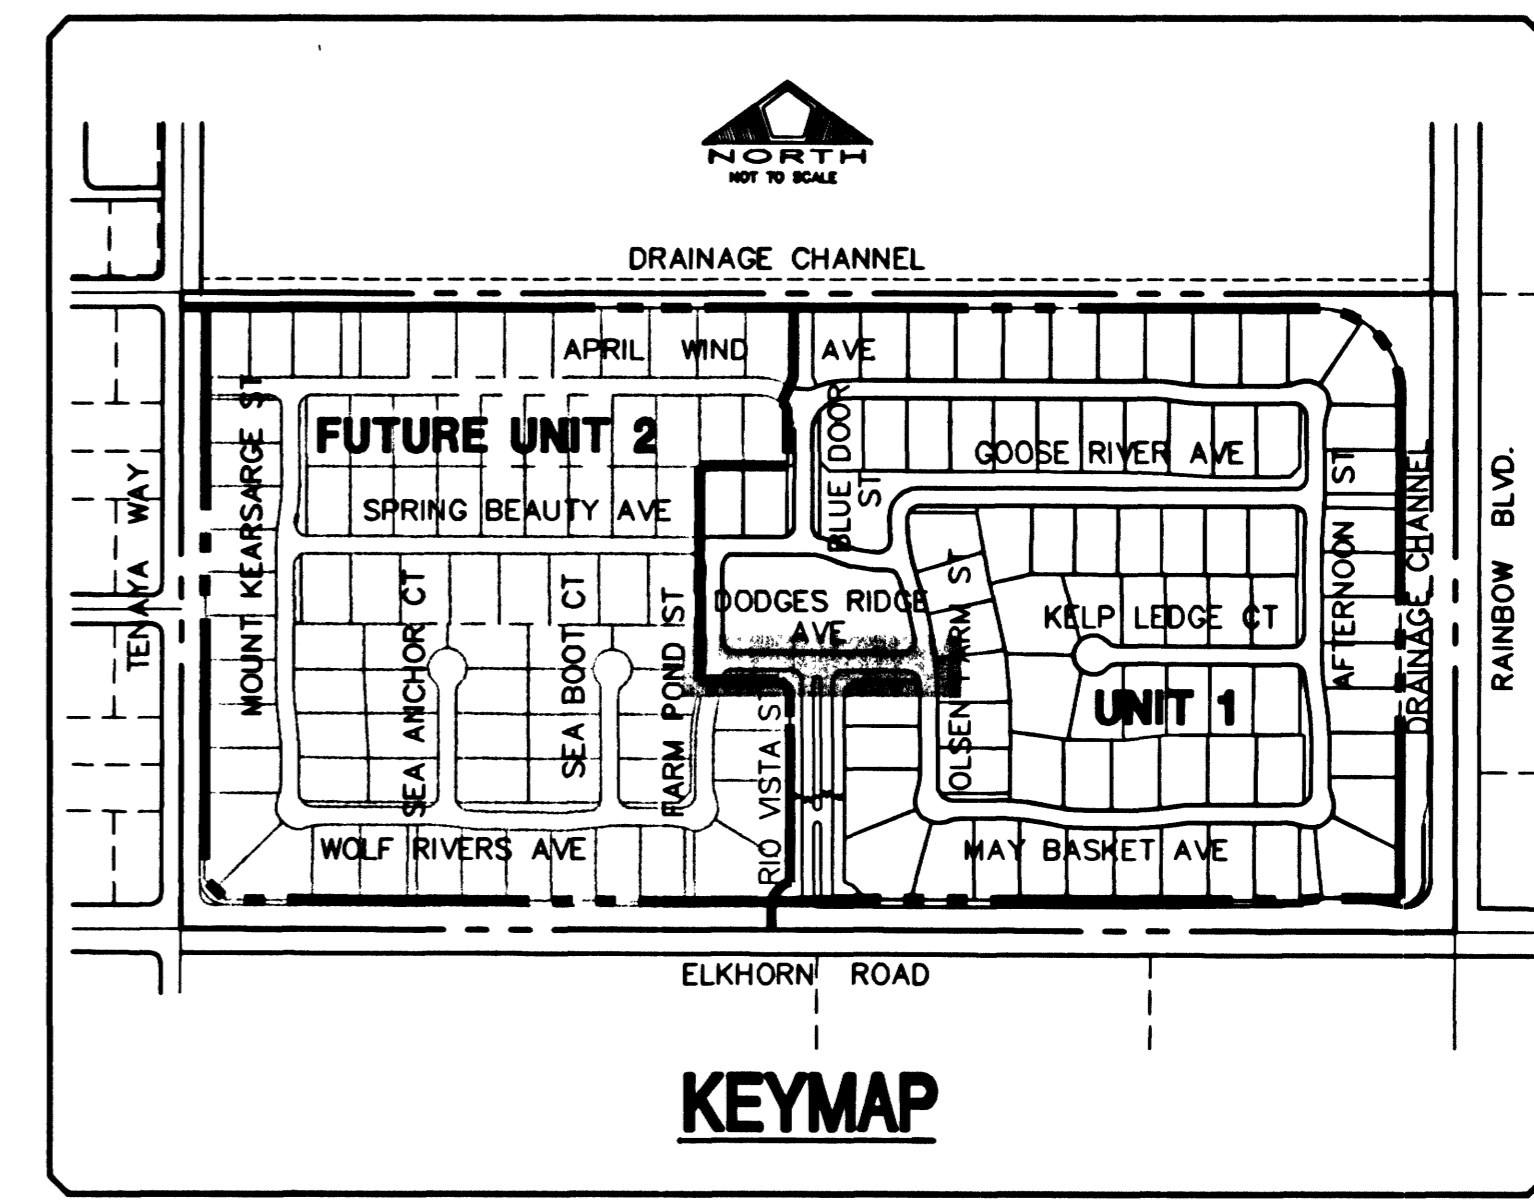 NORTH
NOT TO SCALE
DRAINAGE CHANNEL
APRIL WIND AVE
MOUNT KEARSARGE ST
FUTURE UNIT 2
BLUE DOOR
ST
GOOSE RIVER AVE
SPRING BEAUTY AVE
TENAYA WAY
SEA ANCHOR CT
SEA BOOT CT
FARM POND ST
DODGES RIDGE
AVE
OLSEN FARM ST
KELP LEDGE CT
AFTERNOON ST
DRAINAGE CHANNEL
RAINBOW BLVD.
UNIT 1
RIO VISTA ST
WOLF RIVERS AVE
MAY BASKET AVE
ELKHORN ROAD
KEYMAP